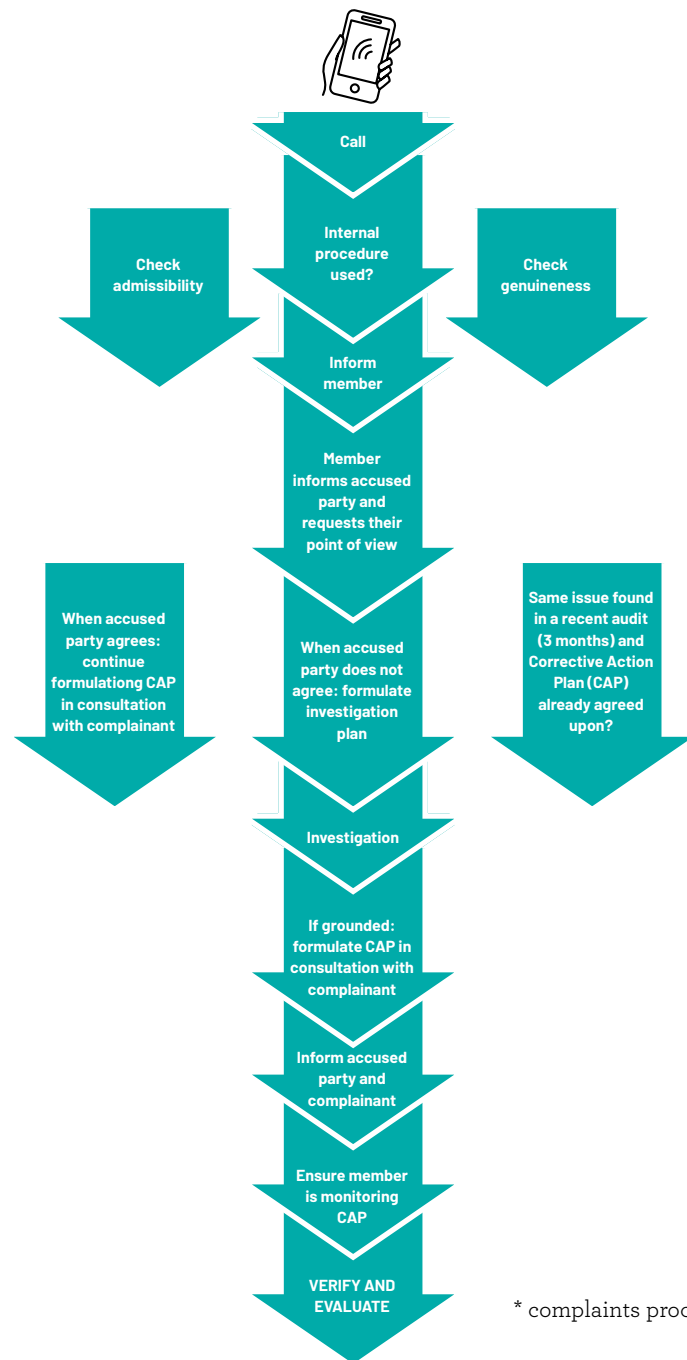 Call
Internal
procedure
used?
Check
admissibility
Check
genuineness
Inform
member
Member
informs accused
party and
requests their
point of view
When accused
party agrees:
continue
formulationg CAP
in consultation
with complainant
When accused
party does not
agree: formulate
investigation
plan
Same issue found
in a recent audit
(3 months) and
Corrective Action
Plan (CAP)
already agreed
upon?
Investigation
If grounded:
formulate CAP in
consultation with
complainant
Inform accused
party and
complainant
Ensure member
is monitoring
CAP
VERIFY AND
EVALUATE
* complaints